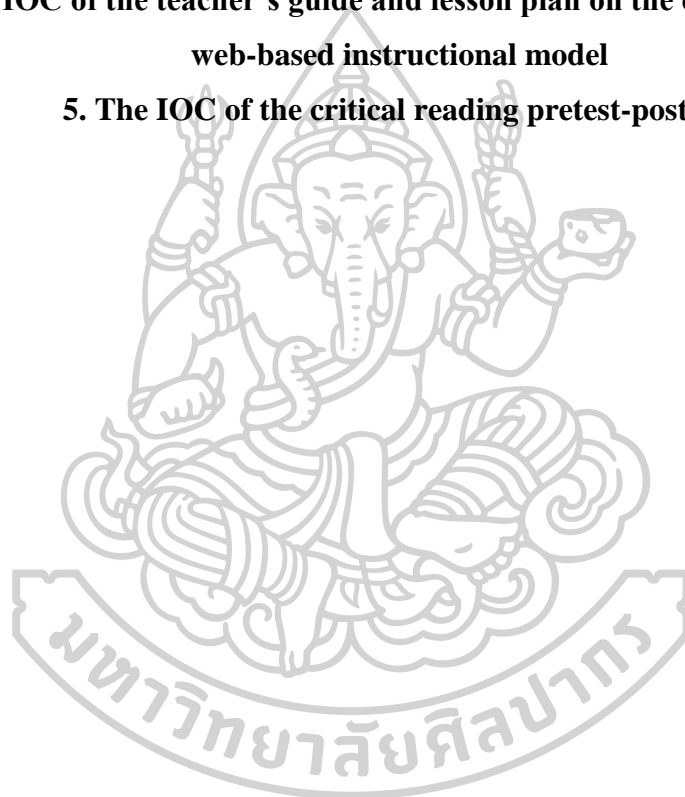 IOC of the teacher's guide and lesson plan on the
web-based instructional model
5. The IOC of the critical reading pretest-post
มหาวิทยาลัยศิลปากร